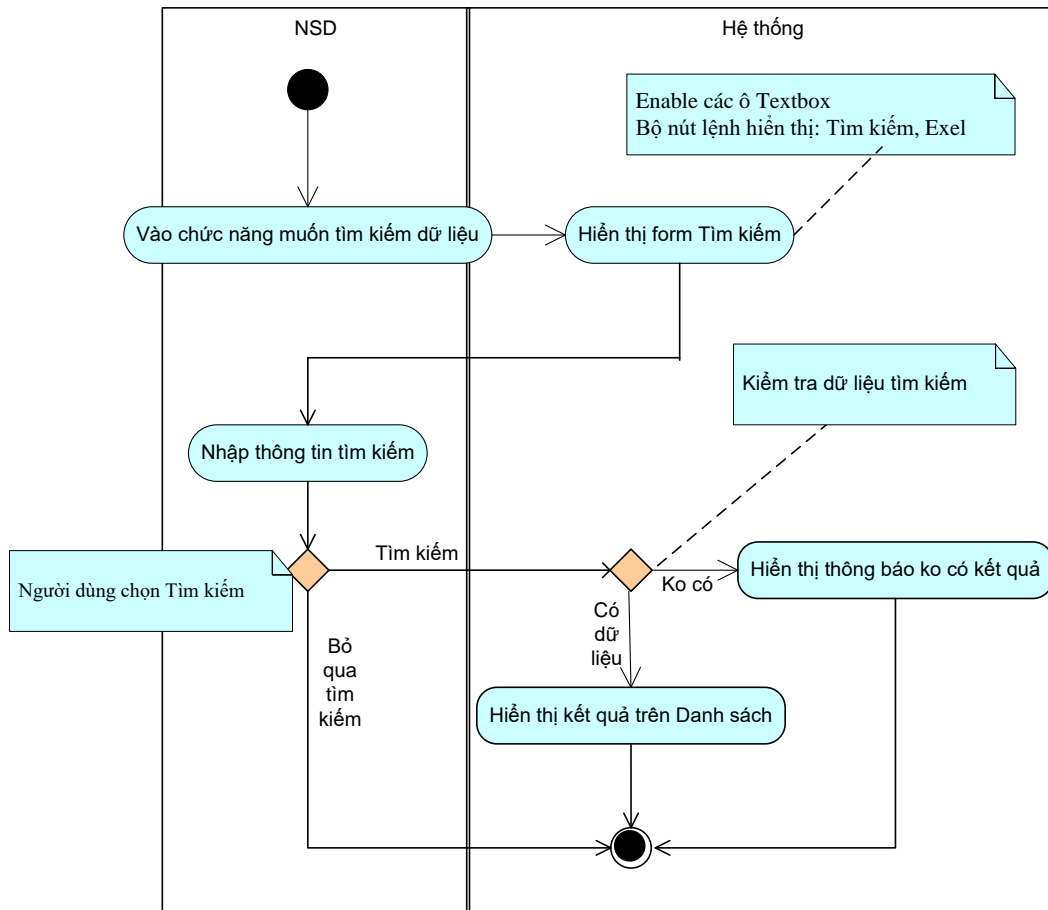 NSD
Hệ thống
Enable các ô Textbox
Bộ nút lệnh hiển thị: Tìm kiếm, Exel
Vào chức năng muốn tìm kiếm dữ liệu
Hiển thị form Tìm kiếm
Kiểm tra dữ liệu tìm kiếm
Nhập thông tin tìm kiếm
Tìm kiếm
Người dùng chọn Tìm kiếm
Ko có
Hiển thị thông báo ko có kết quả
Có
dữ
liệu
Bỏ
qua
tìm
kiếm
Hiển thị kết quả trên Danh sách